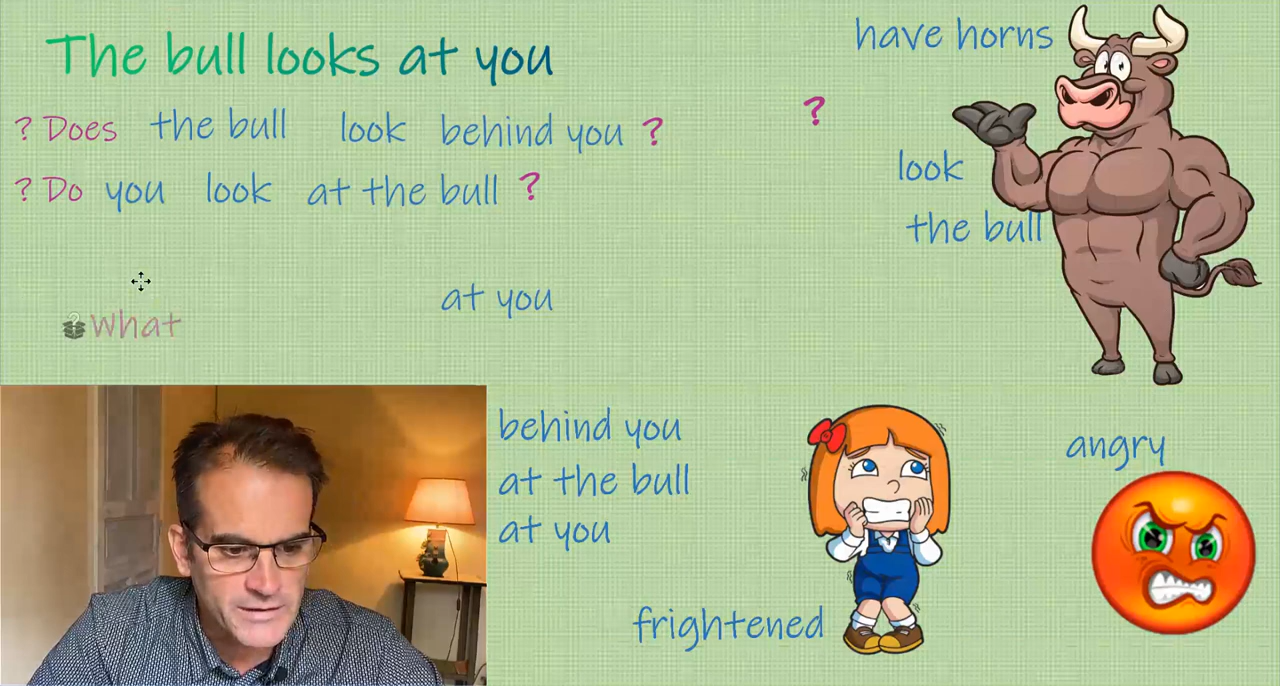 The bull looks at you
have horns
? Does the bull look behind you ?
?
? Do you look at the bull ?
look
the bull
at you
What
behind you
at the bull
at you
angry
frightened